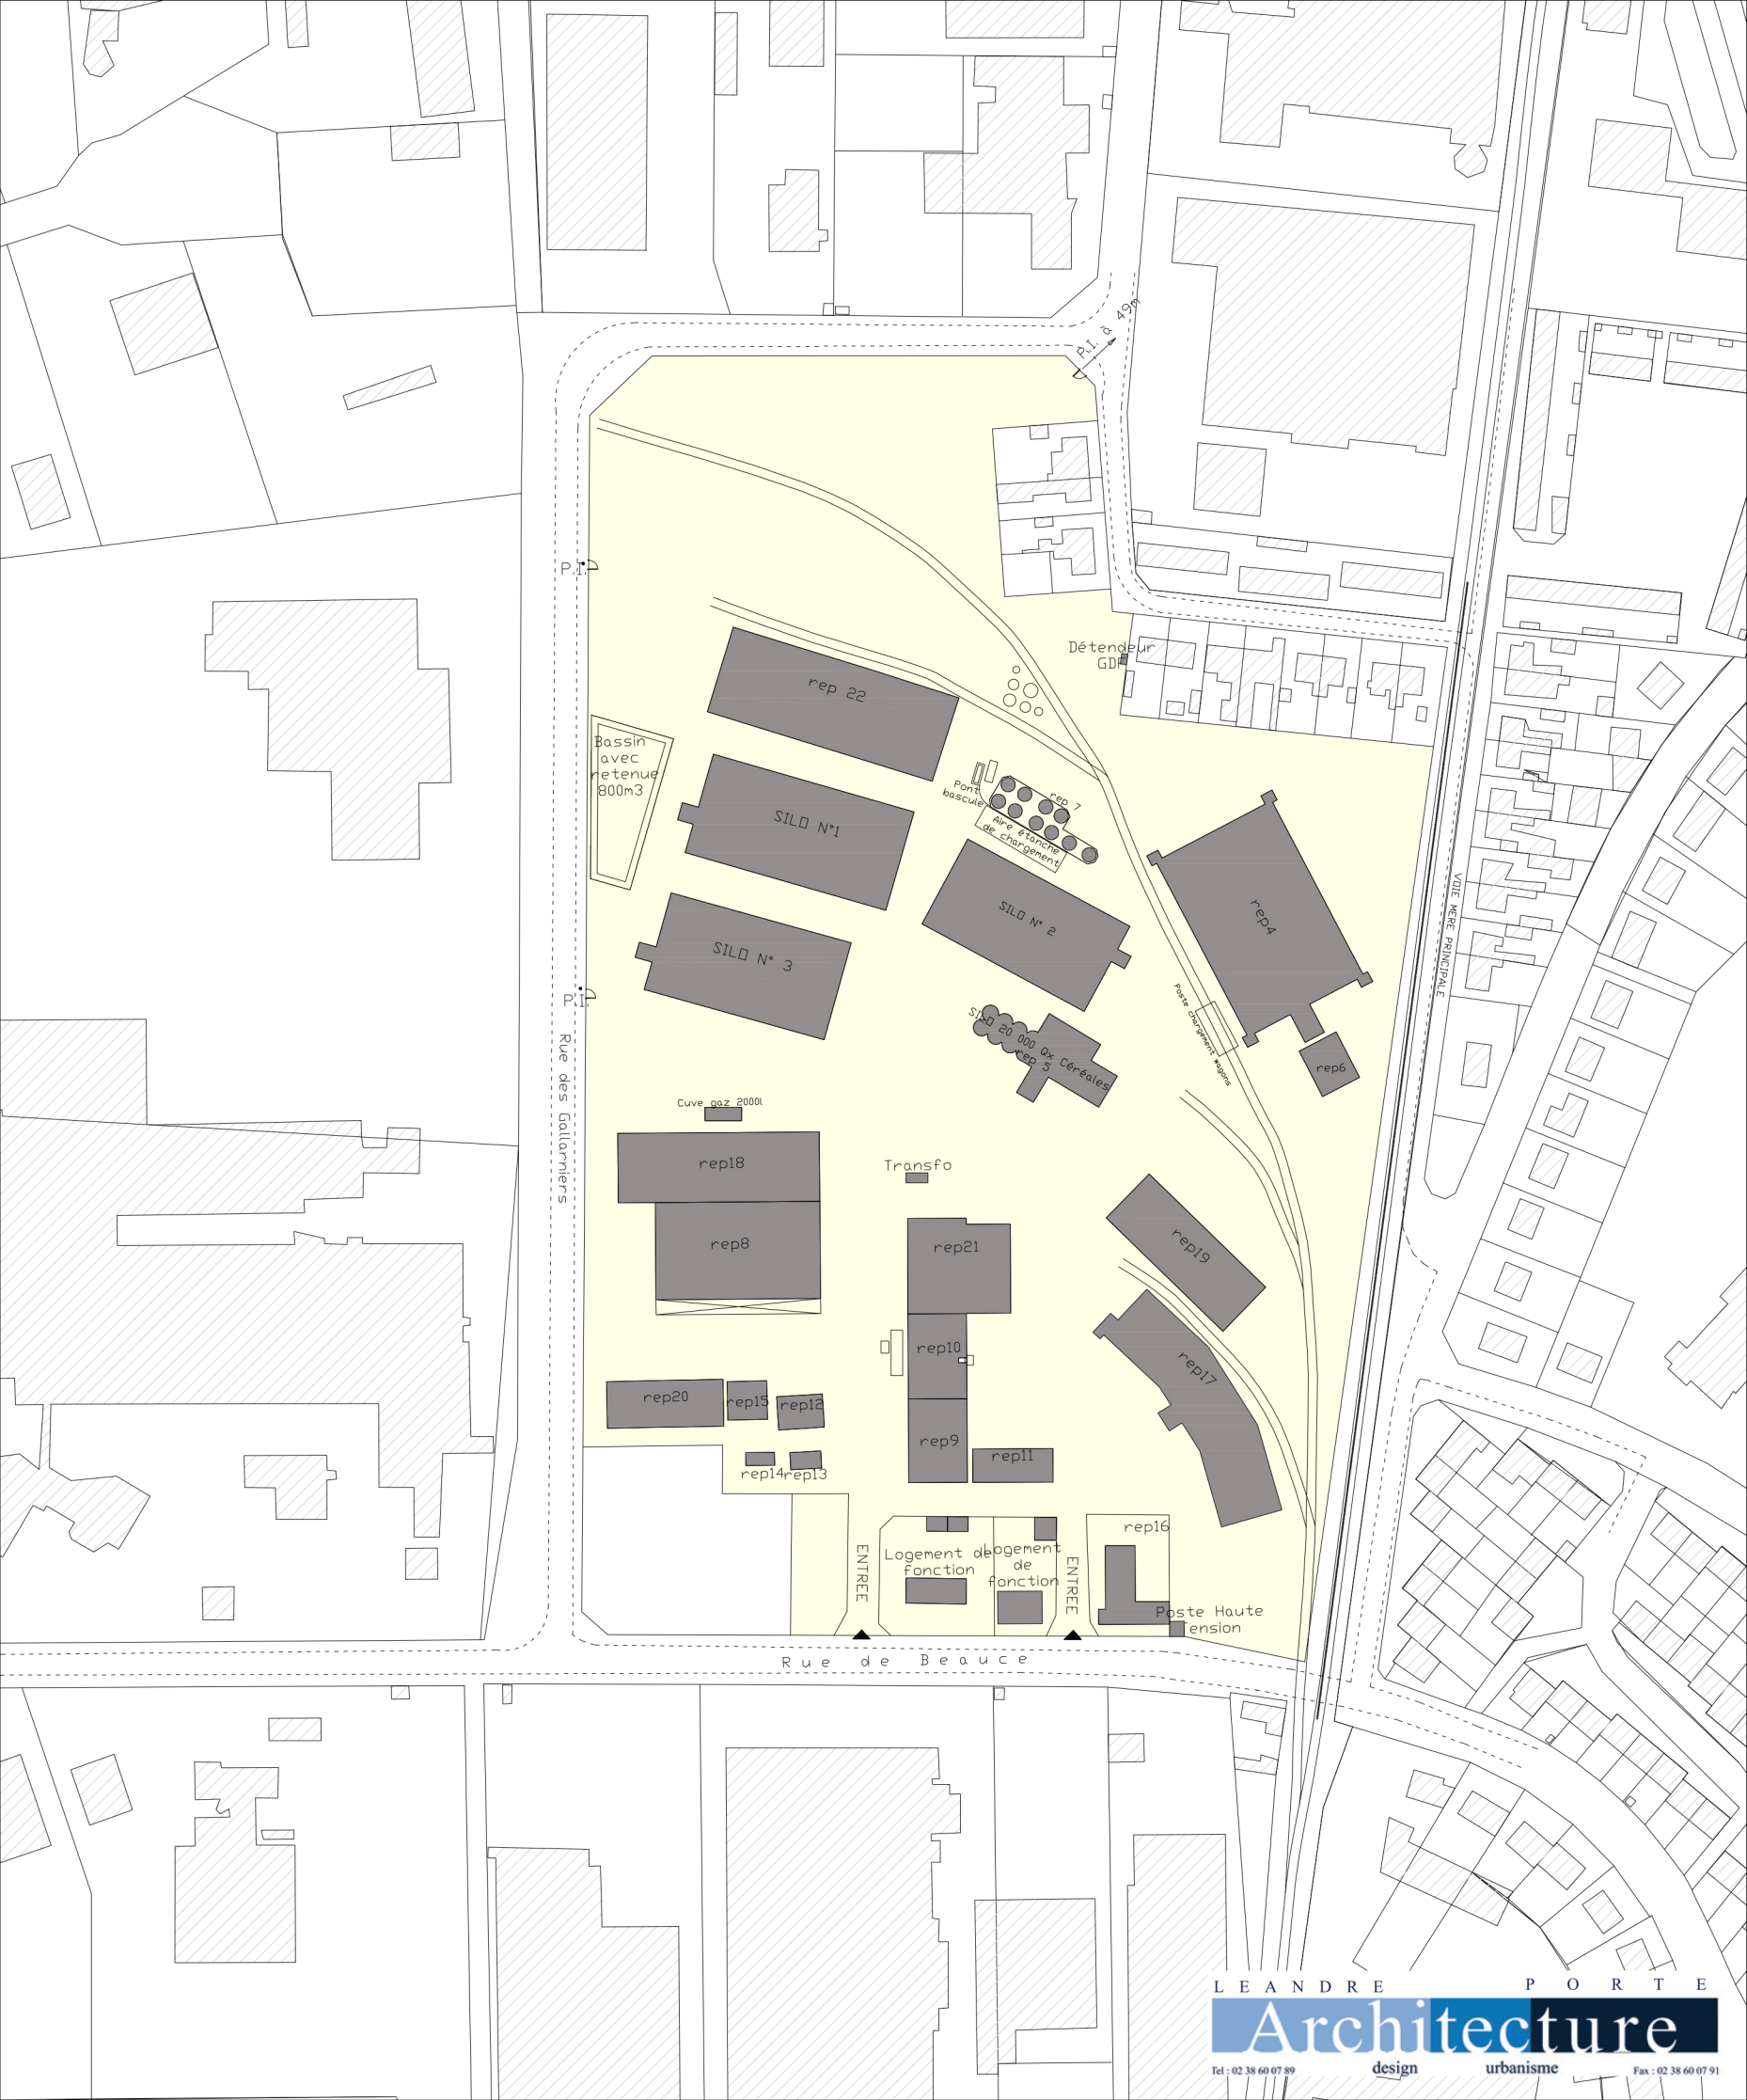 P.I. à 49m
P.I.
Détendeur
GDF
rep 22
Bassin
avec
retenue
800m3
Pont
bascule
rep 7
Aire étanche
de chargement
SILO N°1
SILO N° 2
rep4
SILO N° 3
VOIE MERE PRINCIPALE
P.I.
Poste chargement wagons
SILO 20 000 Qx Céréales
rep 5
rep6
Rue des Gallarniers
Cuve gaz 2000l
rep18
Transfo
rep8
rep21
rep19
rep10
rep17
rep20
rep15
rep12
rep9
rep11
rep14
rep13
rep16
ENTREE
Logement de
fonction
Logement
de
fonction
ENTREE
Poste Haute
Tension
Rue de Beauce
LEANDRE PORTE
Architecture
Tel : 02 38 60 07 89
design
urbanisme
Fax : 02 38 60 07 91